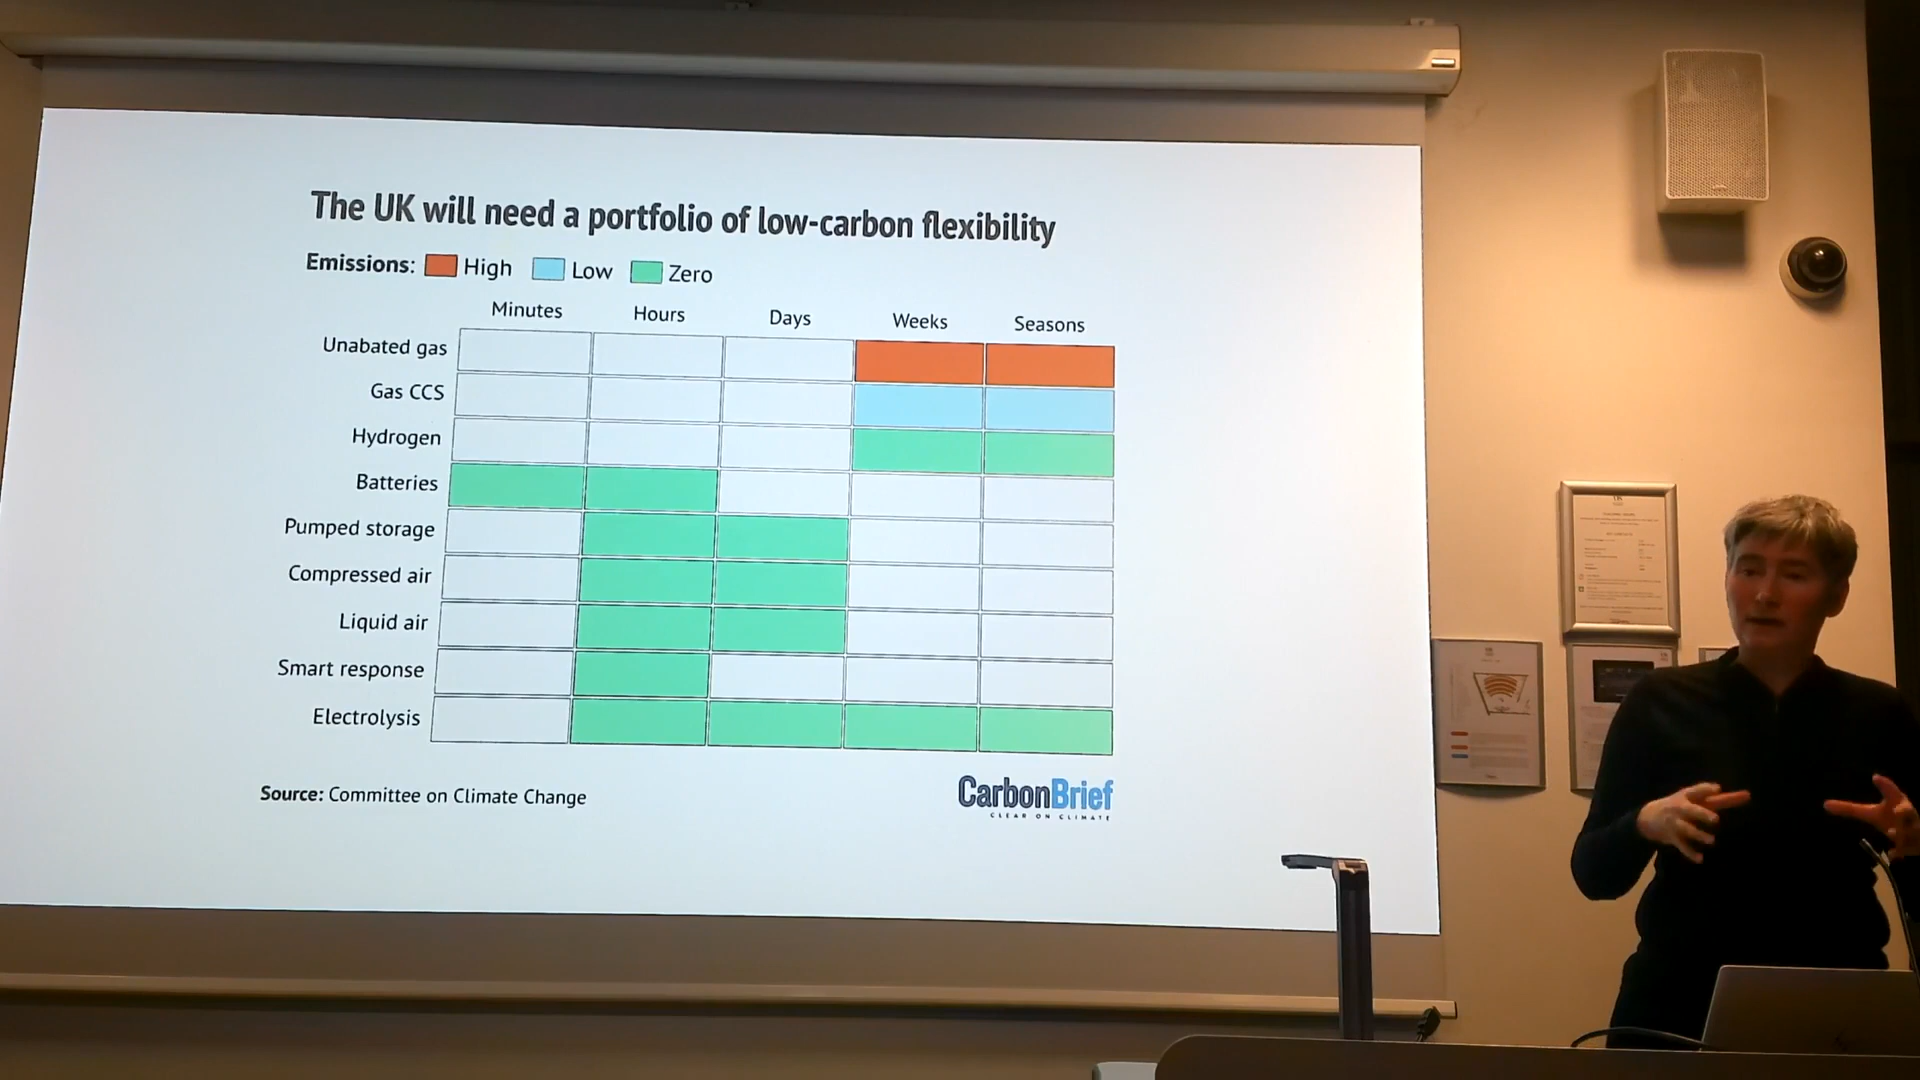 The UK will need a portfolio of low-carbon flexibility
Emissions: High Low Zero
Minutes Hours Days Weeks Seasons
Unabated gas
Gas CCS
Hydrogen
Batteries
Pumped storage
Compressed air
Liquid air
Smart response
Electrolysis
Source: Committee on Climate Change
CarbonBrief
CLEAR ON CLIMATE